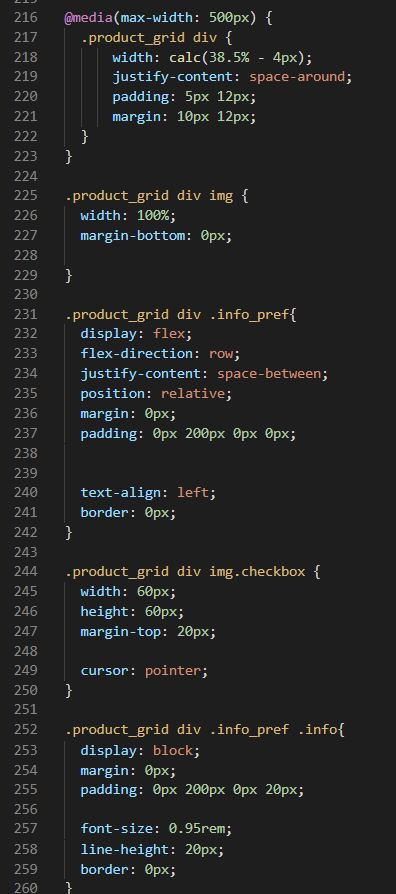 216 @media(max-width: 500px) {
217 .product_grid div {
218 width: calc(38.5% - 4px);
219 justify-content: space-around;
220 padding: 5px 12px;
221 margin: 10px 12px;
222 }
223 }
224
225 .product_grid div img {
226 width: 100%;
227 margin-bottom: 0px;
228
229 }
230
231 .product_grid div .info_pref{
232 display: flex;
233 flex-direction: row;
234 justify-content: space-between;
235 position: relative;
236 margin: 0px;
237 padding: 0px 200px 0px 0px;
238
239
240 text-align: left;
241 border: 0px;
242 }
243
244 .product_grid div img.checkbox {
245 width: 60px;
246 height: 60px;
247 margin-top: 20px;
248
249 cursor: pointer;
250 }
251
252 .product_grid div .info_pref .info{
253 display: block;
254 margin: 0px;
255 padding: 0px 200px 0px 20px;
256
257 font-size: 0.95rem;
258 line-height: 20px;
259 border: 0px;
260 }